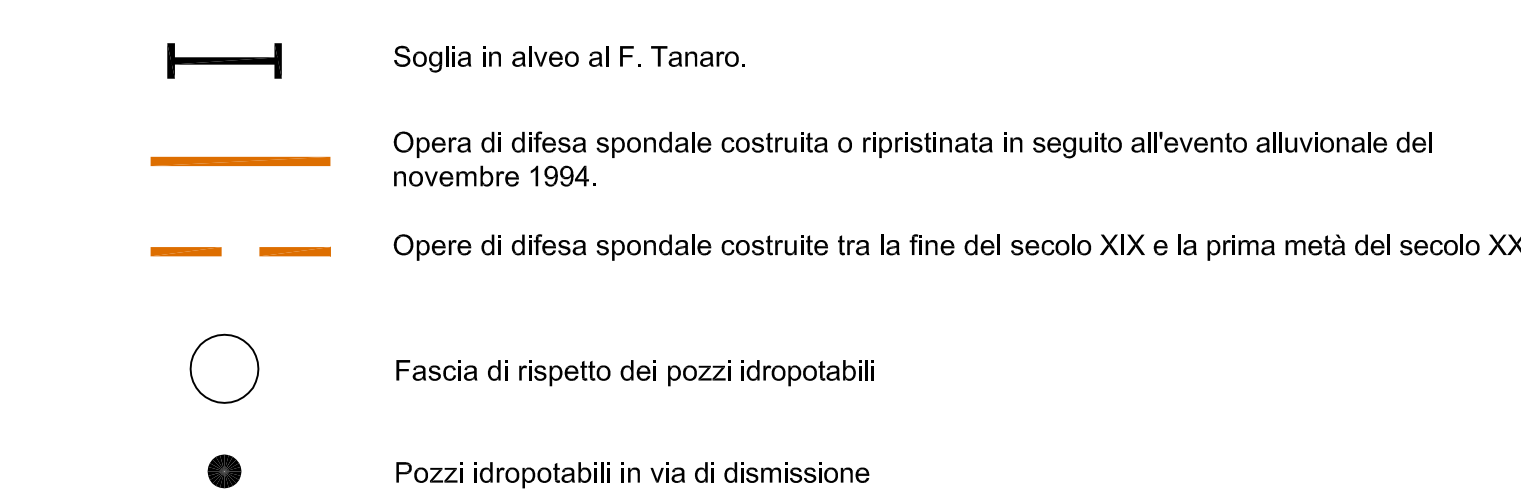 Soglia in alveo al F. Tanaro.
Opera di difesa spondale costruita o ripristinata in seguito all'evento alluvionale del
novembre 1994.
Opere di difesa spondale costruite tra la fine del secolo XIX e la prima metà del secolo XX
Fascia di rispetto dei pozzi idropotabili
Pozzi idropotabili in via di dismissione